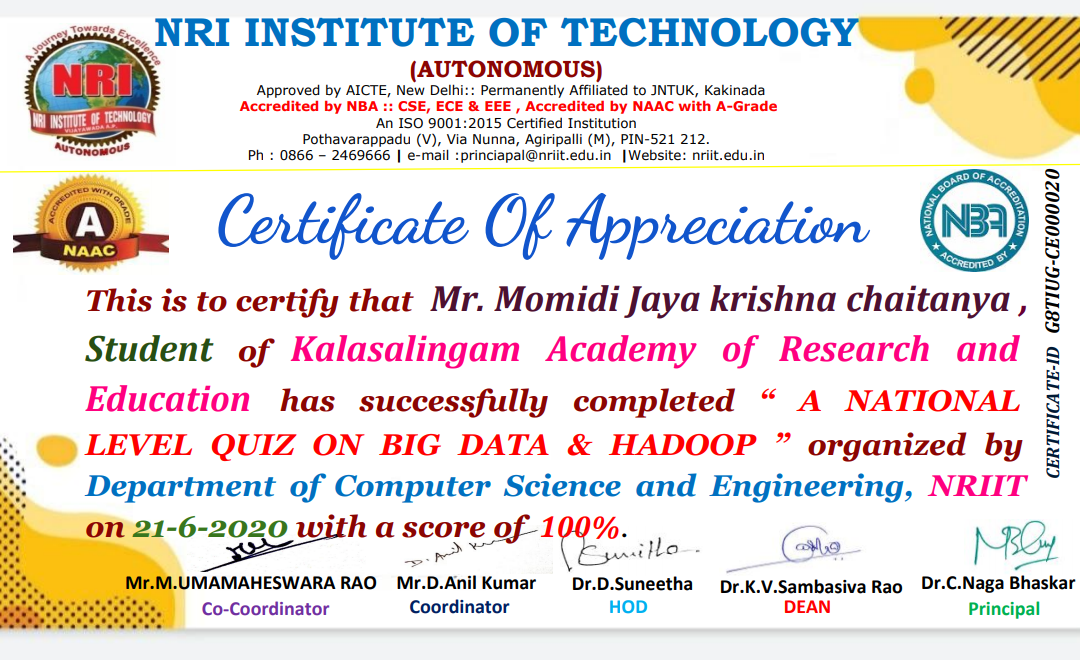 A Journey Towards Excellence
NRI
NRI INSTITUTE OF TECHNOLOGY
VIJAYAWADA A.P.
AUTONOMOUS
NRI INSTITUTE OF TECHNOLOGY
(AUTONOMOUS)
Approved by AICTE, New Delhi:: Permanently Affiliated to JNTUK, Kakinada
Accredited by NBA :: CSE, ECE & EEE , Accredited by NAAC with A-Grade
An ISO 9001:2015 Certified Institution
Pothavarappadu (V), Via Nunna, Agiripalli (M), PIN-521 212.
Ph : 0866 – 2469666 | e-mail :princiapal@nriit.edu.in |Website: nriit.edu.in
ACCREDITED WITH GRADE
A
NAAC
Certificate Of Appreciation
NATIONAL BOARD OF ACCREDITATION
NBA
★ ACCREDITED BY ★
CERTIFICATE-ID G8TIUG-CE000020
This is to certify that Mr. Momidi Jaya krishna chaitanya ,
Student of Kalasalingam Academy of Research and
Education has successfully completed “ A NATIONAL
LEVEL QUIZ ON BIG DATA & HADOOP ” organized by
Department of Computer Science and Engineering, NRIIT
on 21-6-2020 with a score of 100%.
D. Anil Kumar
Mr.M.UMAMAHESWARA RAO Mr.D.Anil Kumar Dr.D.Suneetha Dr.K.V.Sambasiva Rao Dr.C.Naga Bhaskar
Co-Coordinator Coordinator HOD DEAN Principal